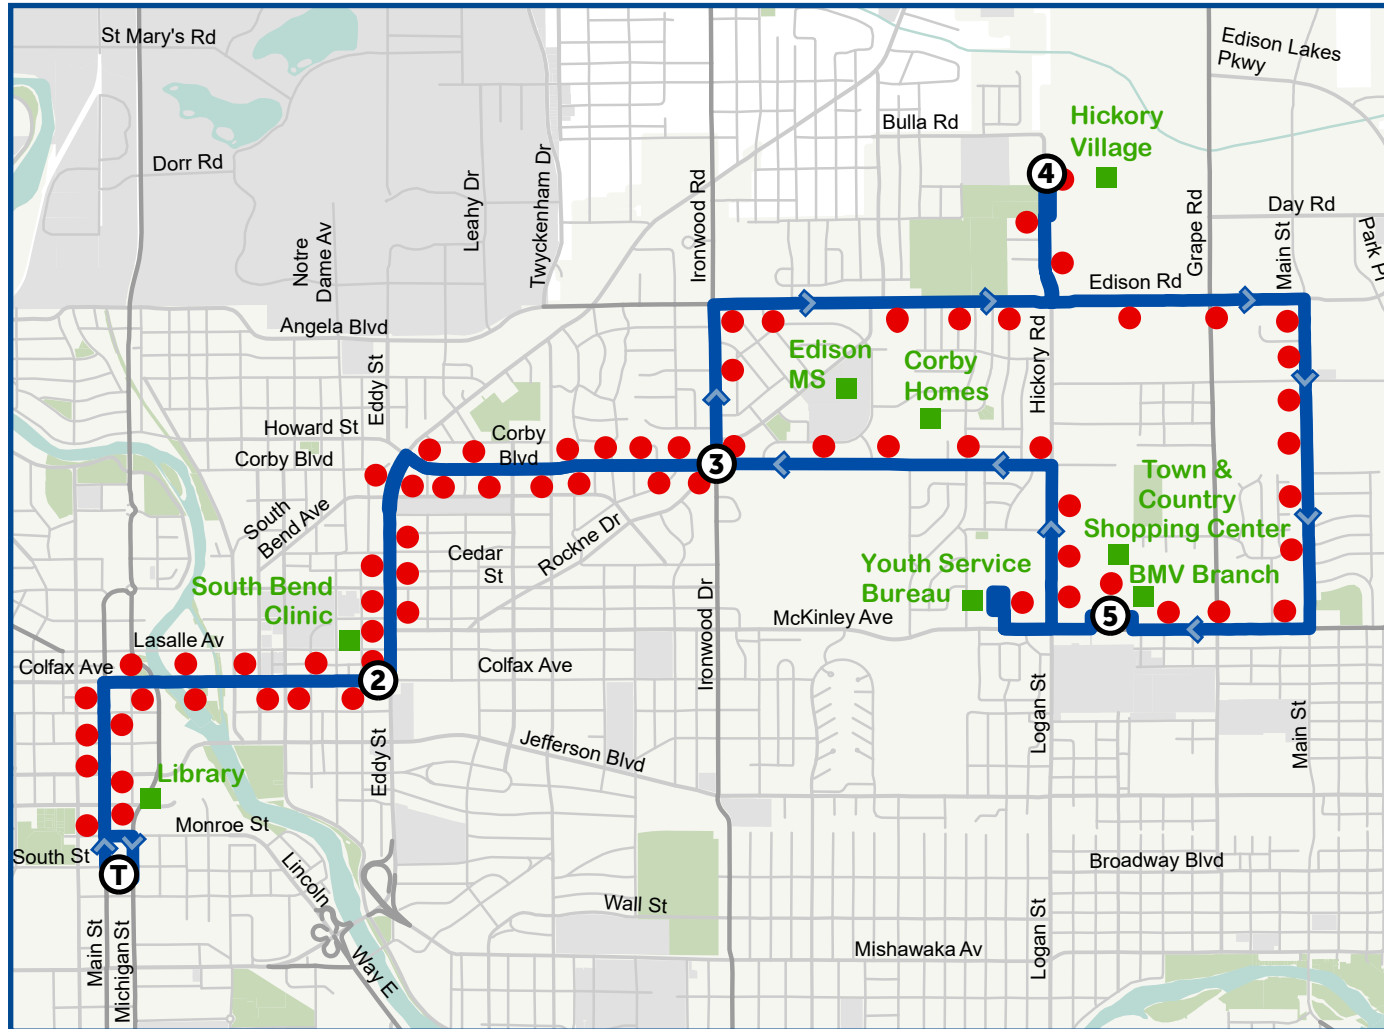 St Mary's Rd
Edison Lakes
Pkwy
Hickory
Village
Bulla Rd
Dorr Rd
4
Leahy Dr
Twyckenham Dr
Ironwood Rd
Notre
Dame Av
Grape Rd
Day Rd
Main St
Park Pl
Edison Rd
Angela Blvd
Eddy St
Edison
MS
Corby
Homes
Hickory Rd
Howard St
Corby Blvd
Corby
Blvd
3
South
Bend Ave
Town &
Country
Shopping Center
Cedar
St
Rockne Dr
Youth Service
Bureau
BMV Branch
South Bend
Clinic
Ironwood Dr
McKinley Ave
5
Lasalle Av
Colfax Ave
2
Colfax Ave
Logan St
Main St
Eddy St
Jefferson Blvd
Library
Monroe St
South St
T
Lincoln
Way E
Broadway Blvd
Wall St
Main St
Michigan St
Logan St
Mishawaka Av